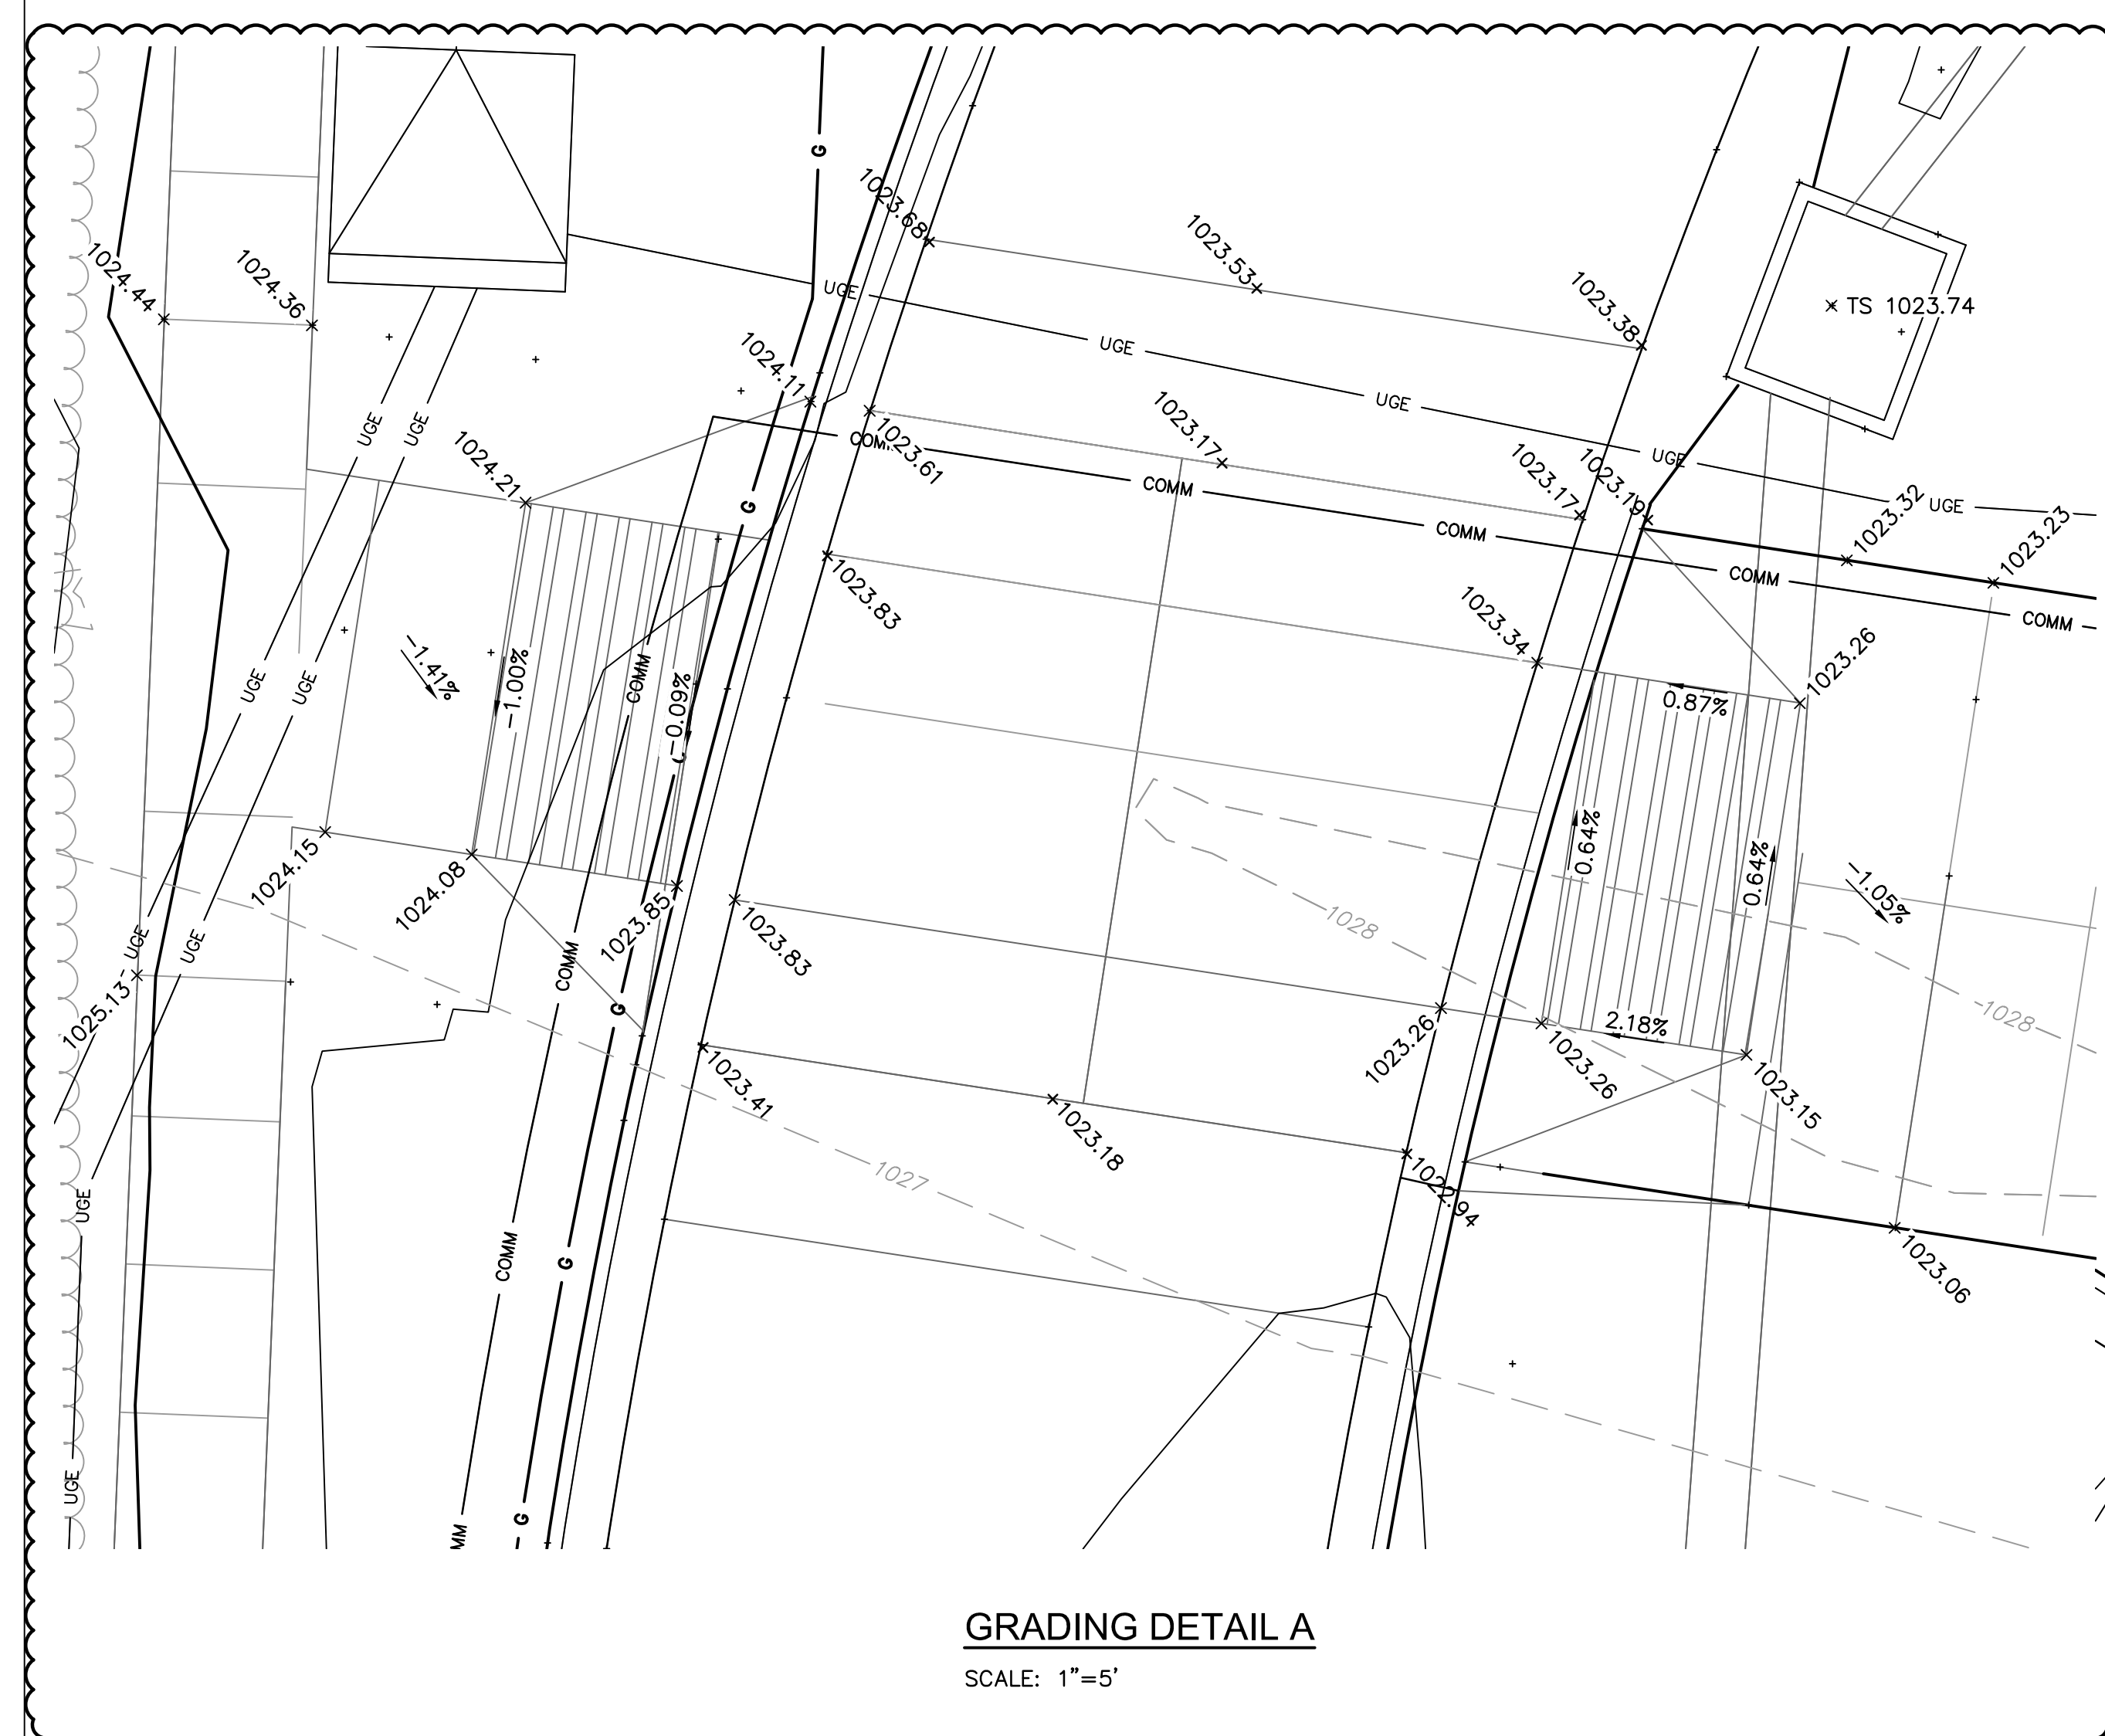 G
1023.68
1023.53
1024.44
1024.36
UGE
1023.38
TS 1023.74
1024.11
UGE
UGE
UGE
UGE
1024.21
COMM
1023.61
1023.17
1023.17
1023.19
UGE
G
COMM
COMM
1023.32
UGE
1023.23
COMM
COMM
1023.83
1023.34
1023.26
-1.41%
-1.00%
COMM
-0.09%
UGE
UGE
0.87%
0.64%
0.64%
-1.05%
1024.15
1024.08
1023.85
1023.83
1028
UGE
UGE
COMM
1025.13
G
1023.26
2.18%
1023.26
1028
1023.15
1023.41
1023.18
1022.94
1027
UGE
COMM
G
1023.06
UGE
MM
G
GRADING DETAIL A
SCALE: 1"=5'